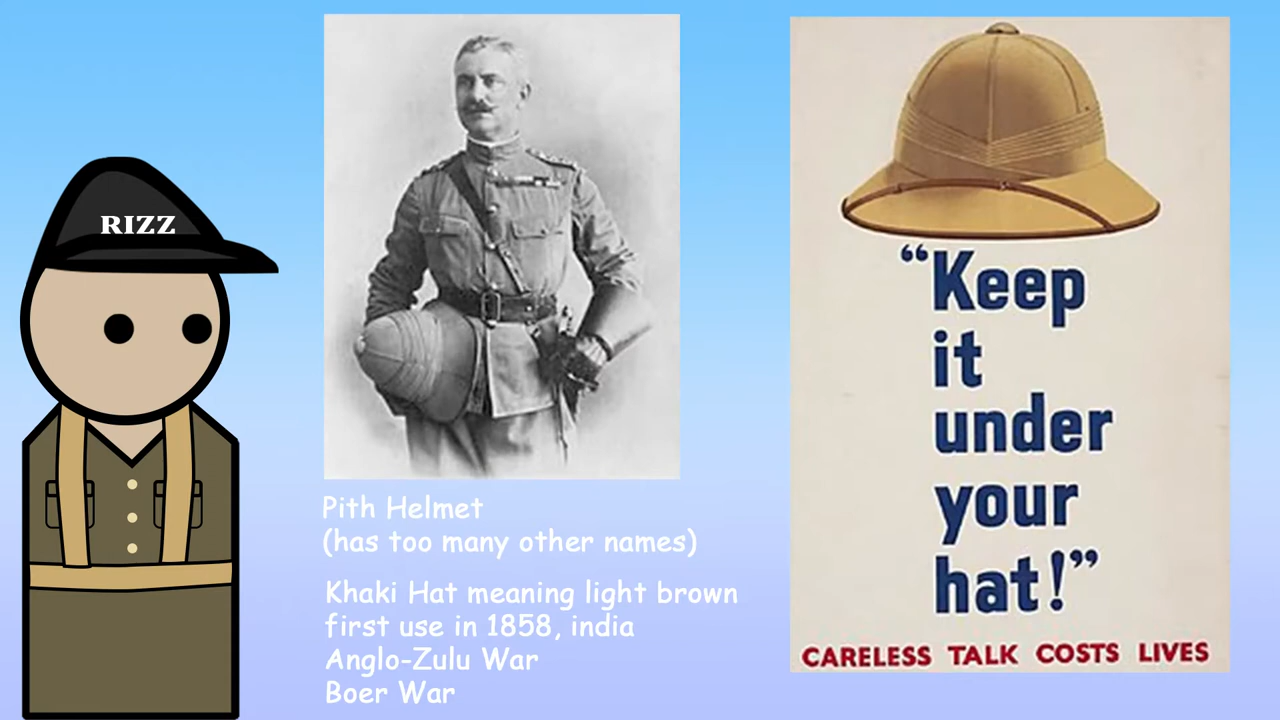 RIZZ
Pith Helmet
(has too many other names)
Khaki Hat meaning light brown
first use in 1858, india
Anglo-Zulu War
Boer War
“Keep
it
under
your
hat!”
CARELESS TALK COSTS LIVES